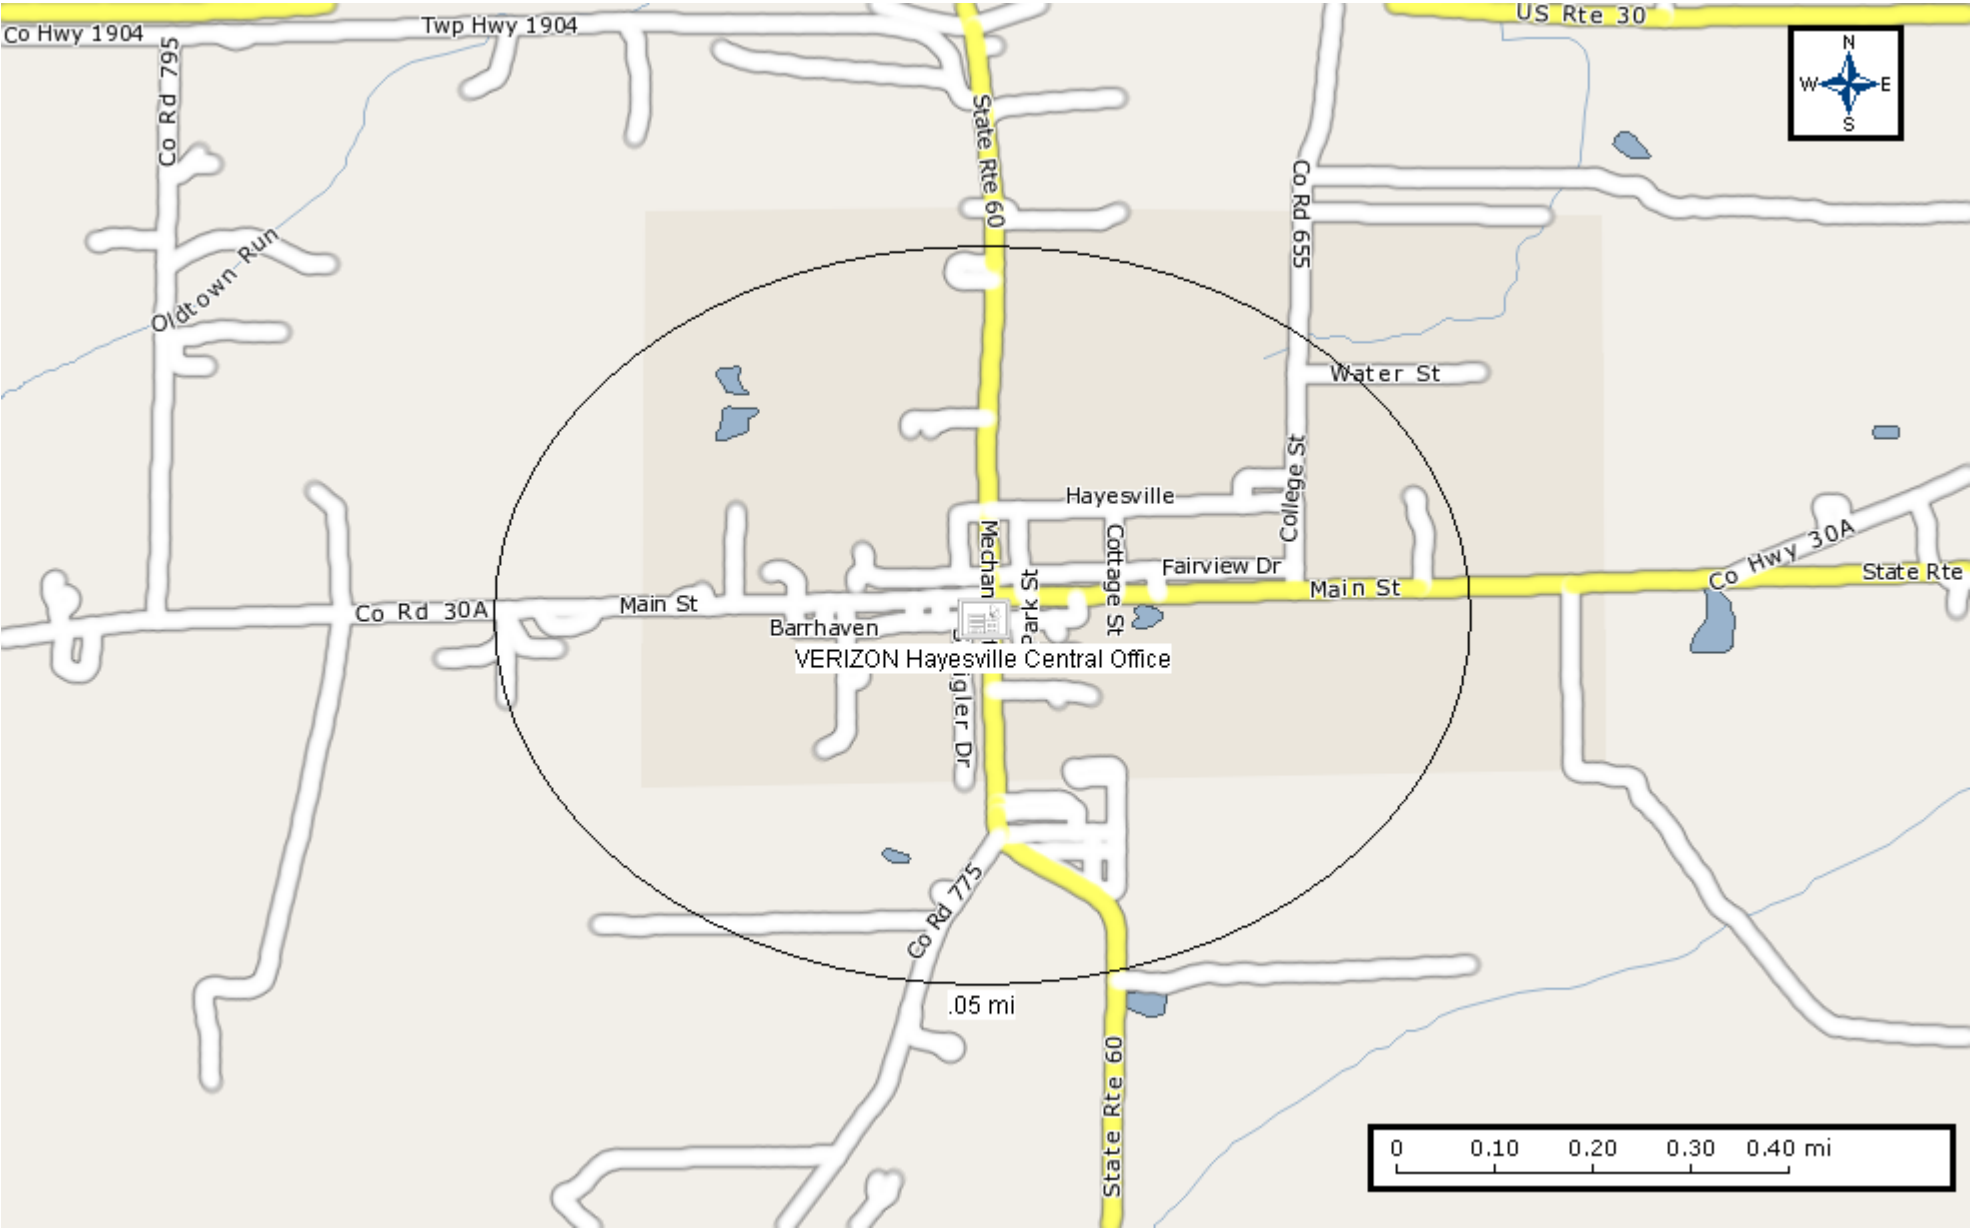 US Rte 30
Co Hwy 1904
Twp Hwy 1904
Co Rd 795
N
W E
S
State Rte 60
Co Rd 655
Oldtown Run
Water St
College St
Hayesville
Mechan
Cottage St
Fairview Dr
Co Hwy 30A
State Rte
Main St
Co Rd 30A
Main St
Barrhaven
VERIZON Hayesville Central Office
igler Dr
Co Rd 775
.05 mi
State Rte 60
0 0.10 0.20 0.30 0.40 mi